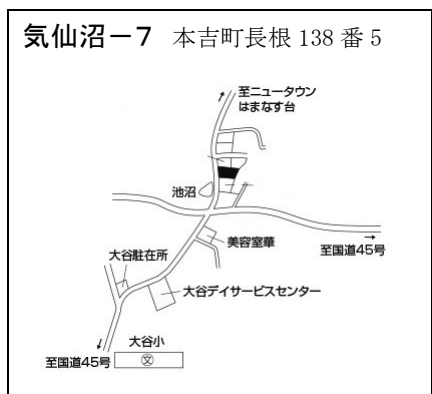 気仙沼－7 本吉町長根 138 番 5
↑
至ニュータウン
はまなす台
池沼
美容室華
→
至国道45号
大谷駐在所
大谷デイサービスセンター
大谷小
至国道45号
文